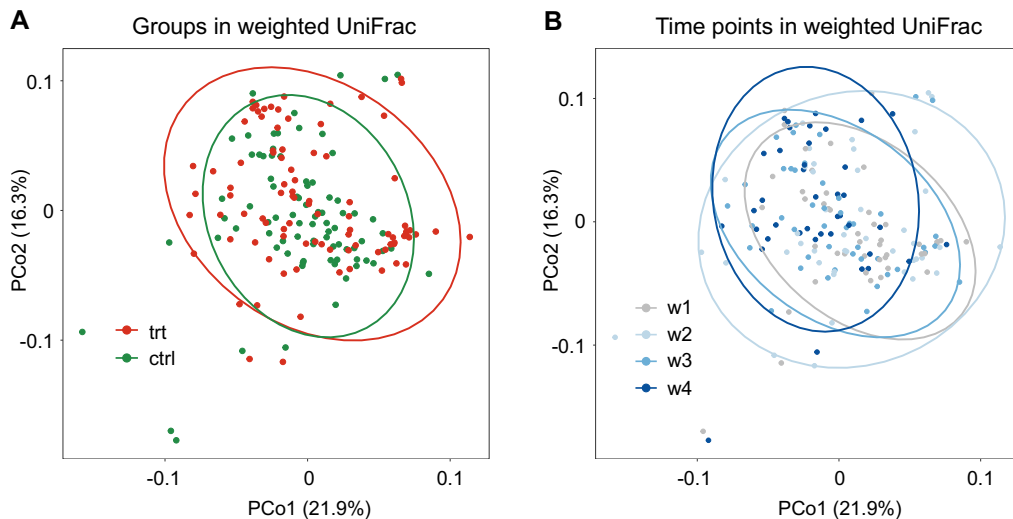 A
Groups in weighted UniFrac
PCo2 (16.3%)
0.1
0
-0.1
trt
ctrl
-0.1
0
0.1
PCo1 (21.9%)
B
Time points in weighted UniFrac
PCo2 (16.3%)
0.1
0
-0.1
w1
w2
w3
w4
-0.1
0
0.1
PCo1 (21.9%)